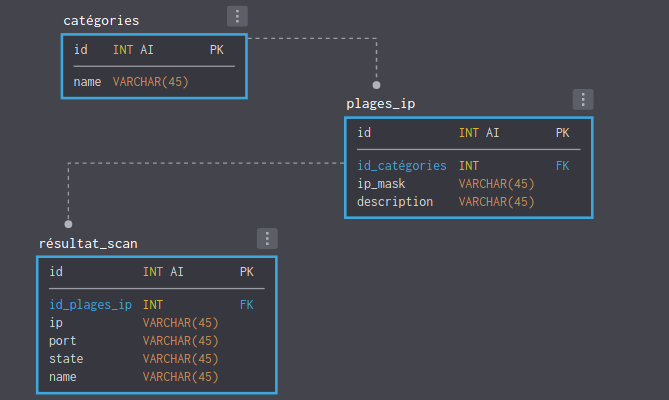 catégories
id INT AI PK
name VARCHAR(45)
plages_ip
id INT AI PK
id_catégories INT FK
ip_mask VARCHAR(45)
description VARCHAR(45)
résultat_scan
id INT AI PK
id_plages_ip INT FK
ip VARCHAR(45)
port VARCHAR(45)
state VARCHAR(45)
name VARCHAR(45)